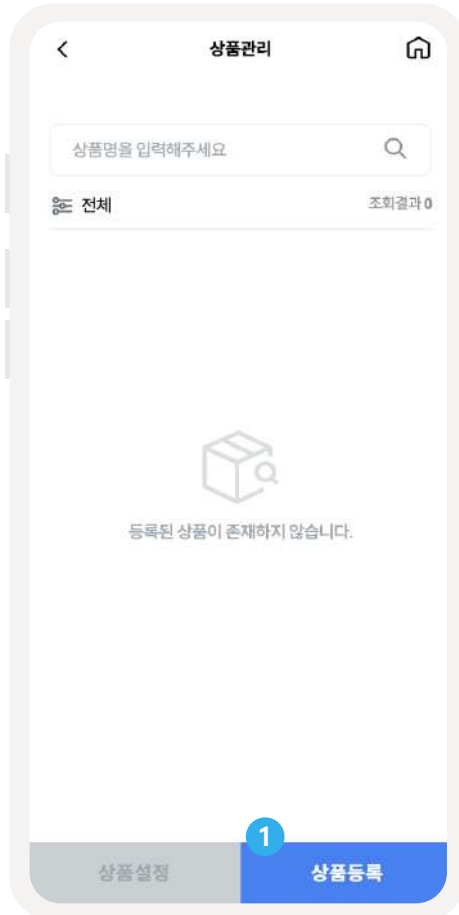 상품관리
상품명을 입력해주세요
전체
조회결과 0
등록된 상품이 존재하지 않습니다.
1
상품설정
상품등록